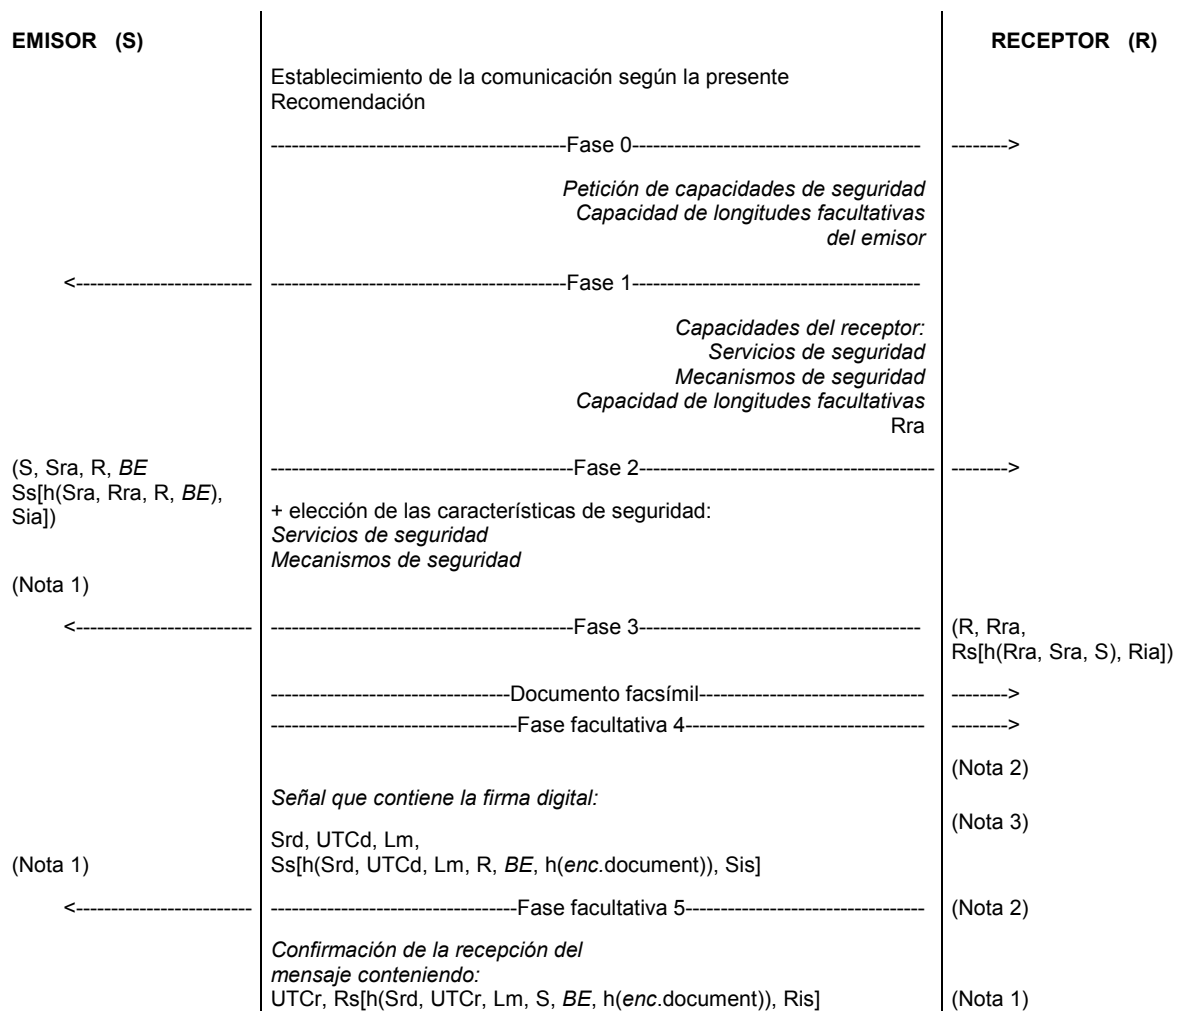 EMISOR (S)
RECEPTOR (R)
Establecimiento de la comunicación según la presente
Recomendación
------------------------------------------Fase 0----------------------------------------- -------->
Petición de capacidades de seguridad
Capacidad de longitudes facultativas
del emisor
<------------------------- ------------------------------------------Fase 1-----------------------------------------
Capacidades del receptor:
Servicios de seguridad
Mecanismos de seguridad
Capacidad de longitudes facultativas
Rra
(S, Sra, R, BE
Ss[h(Sra, Rra, R, BE),
Sia])
-------------------------------------------Fase 2------------------------------------------ -------->
+ elección de las características de seguridad:
Servicios de seguridad
Mecanismos de seguridad
(Nota 1)
<------------------------- -------------------------------------------Fase 3----------------------------------------
(R, Rra,
Rs[h(Rra, Sra, S), Ria])
----------------------------------Documento facsímil-------------------------------- -------->
-----------------------------------Fase facultativa 4---------------------------------- -------->
(Nota 2)
Señal que contiene la firma digital:
(Nota 3)
Srd, UTCd, Lm,
Ss[h(Srd, UTCd, Lm, R, BE, h(enc.document)), Sis]
(Nota 1)
<------------------------- -----------------------------------Fase facultativa 5---------------------------------- (Nota 2)
Confirmación de la recepción del
mensaje conteniendo:
UTCr, Rs[h(Srd, UTCr, Lm, S, BE, h(enc.document)), Ris]
(Nota 1)